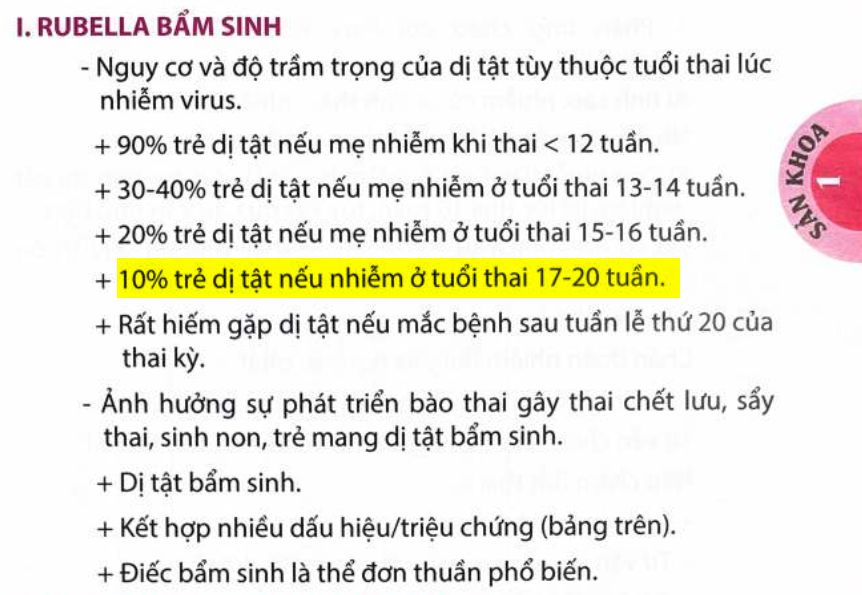 I. RUBELLA BẨM SINH
- Nguy cơ và độ trầm trọng của dị tật tùy thuộc tuổi thai lúc
nhiễm virus.
+ 90% trẻ dị tật nếu mẹ nhiễm khi thai < 12 tuần.
+ 30-40% trẻ dị tật nếu mẹ nhiễm ở tuổi thai 13-14 tuần.
+ 20% trẻ dị tật nếu mẹ nhiễm ở tuổi thai 15-16 tuần.
+ 10% trẻ dị tật nếu nhiễm ở tuổi thai 17-20 tuần.
+ Rất hiếm gặp dị tật nếu mắc bệnh sau tuần lễ thứ 20 của
thai kỳ.
- Ảnh hưởng sự phát triển bào thai gây thai chết lưu, sẩy
thai, sinh non, trẻ mang dị tật bẩm sinh.
+ Dị tật bẩm sinh.
+ Kết hợp nhiều dấu hiệu/triệu chứng (bảng trên).
+ Điếc bẩm sinh là thể đơn thuần phổ biến.
SẢN KHOA
1